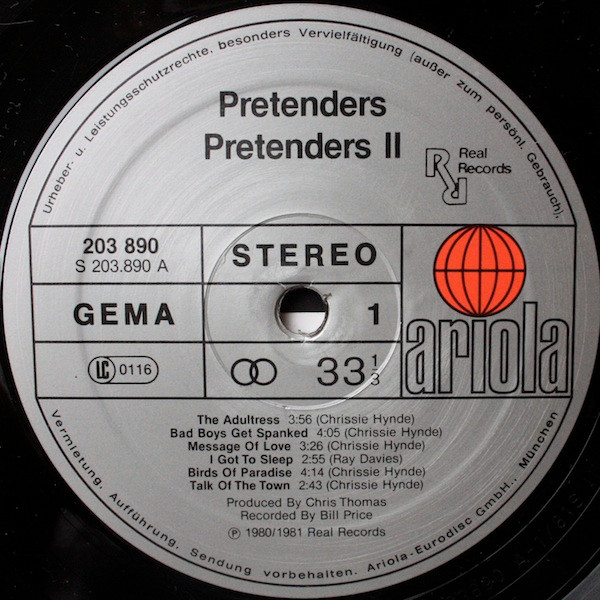 Urheber- u. Leistungsschutzrechte, besonders Vervielfältigung (außer zum persönl. Gebrauch),
Pretenders
Pretenders II
RR
Real
Records
203 890
S 203.890 A
STEREO
GEMA
1
LC 0116
33 1/3
ariola
The Adultress 3:56 (Chrissie Hynde)
Bad Boys Get Spanked 4:05 (Chrissie Hynde)
Message Of Love 3:26 (Chrissie Hynde)
I Got To Sleep 2:55 (Ray Davies)
Birds Of Paradise 4:14 (Chrissie Hynde)
Talk Of The Town 2:43 (Chrissie Hynde)
Produced By Chris Thomas
Recorded By Bill Price
℗ 1980/1981 Real Records
Vermietung, Aufführung, Sendung vorbehalten. Ariola-Eurodisc GmbH., München